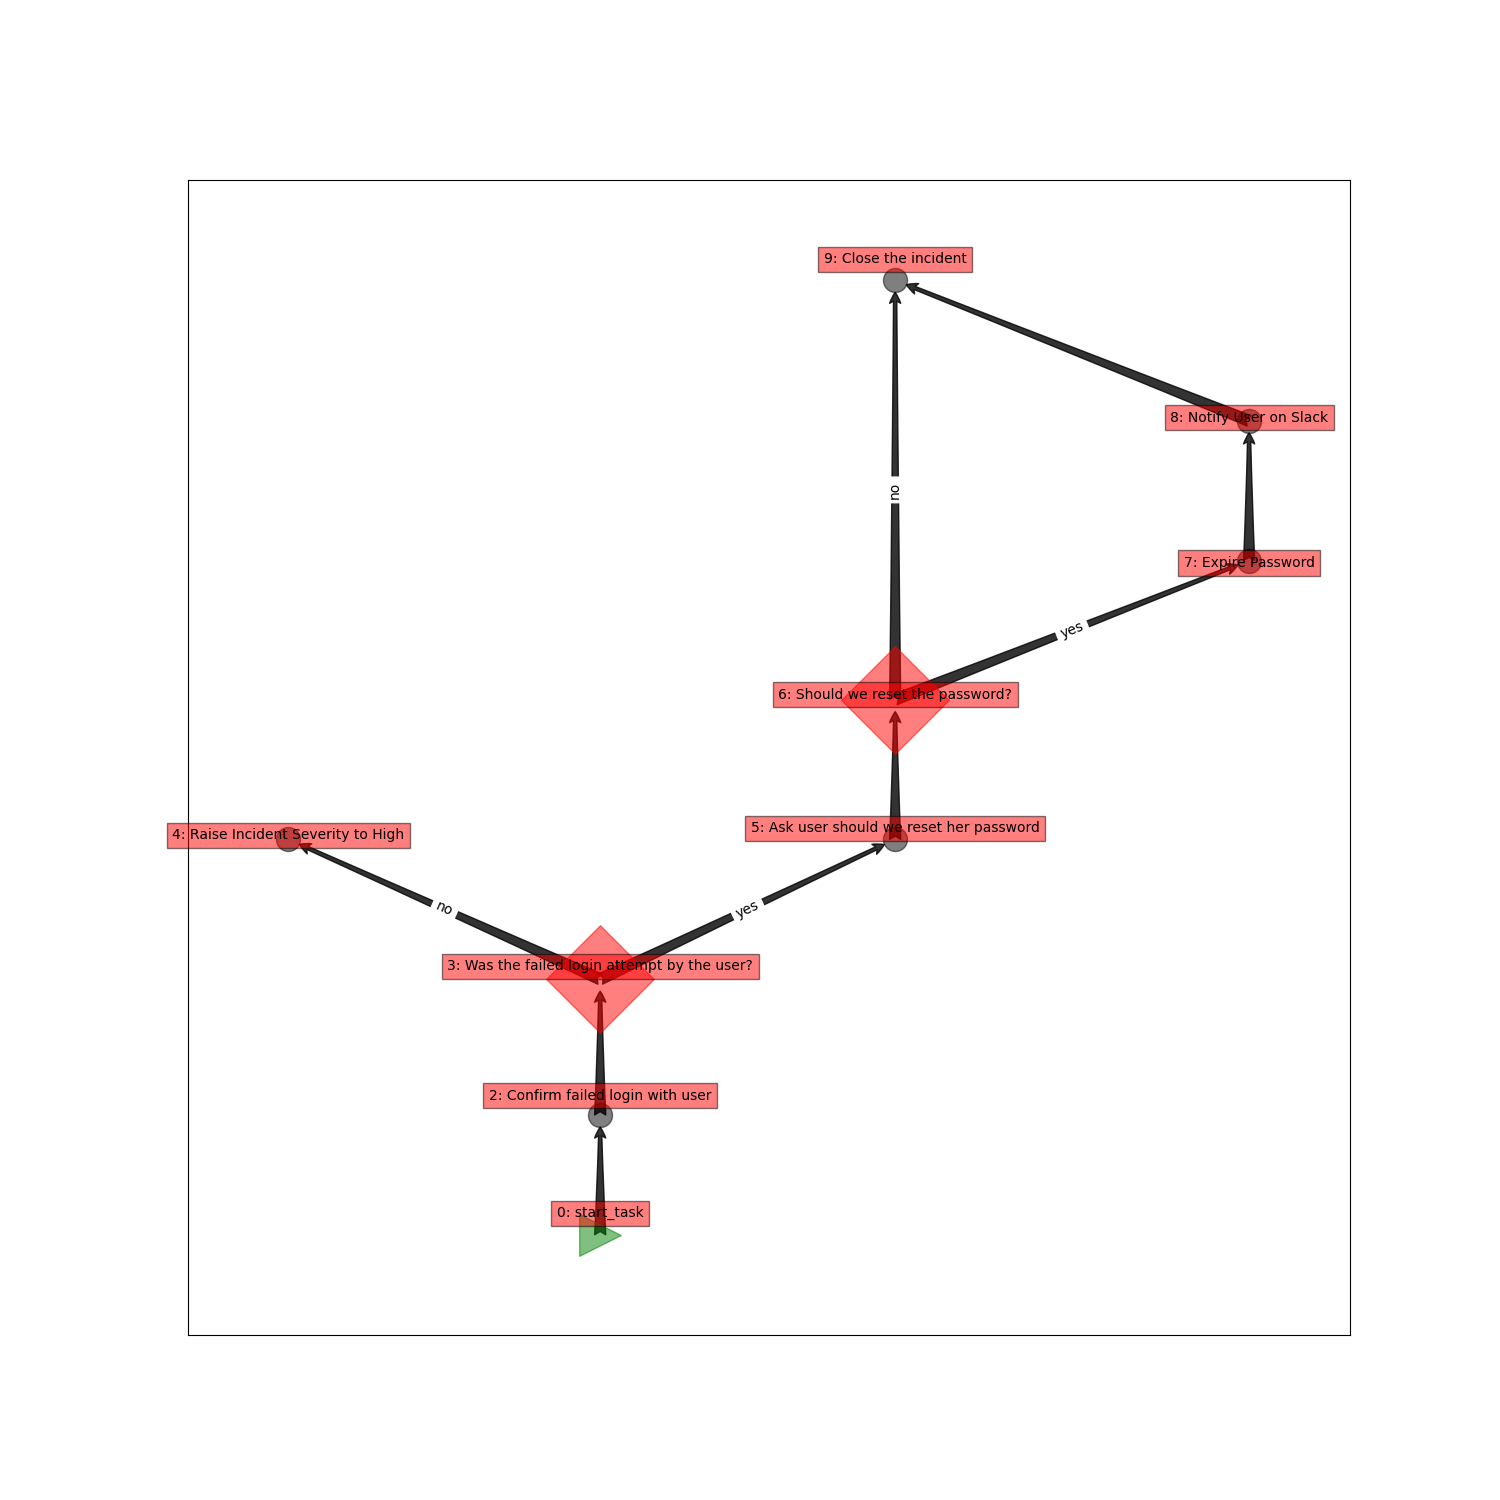 9: Close the incident
8: Notify User on Slack
no
7: Expire Password
yes
6: Should we reset the password?
5: Ask user should we reset her password
4: Raise Incident Severity to High
no
yes
3: Was the failed login attempt by the user?
2: Confirm failed login with user
0: start_task